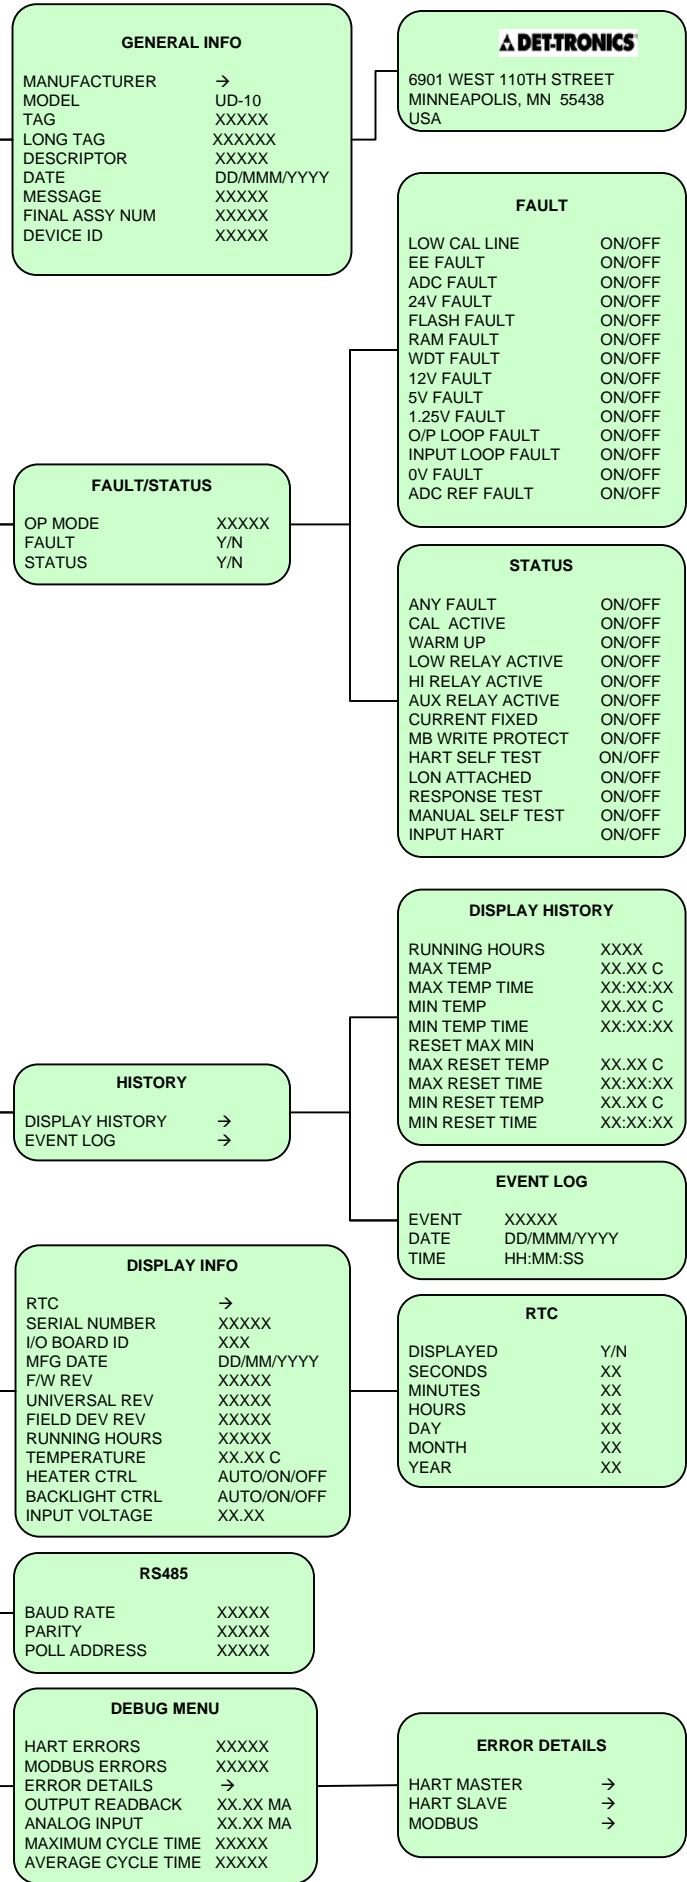 GENERAL INFO
MANUFACTURER →
MODEL UD-10
TAG XXXXX
LONG TAG XXXXXX
DESCRIPTOR XXXXX
DATE DD/MMM/YYYY
MESSAGE XXXXX
FINAL ASSY NUM XXXXX
DEVICE ID XXXXX
DET-TRONICS®
6901 WEST 110TH STREET
MINNEAPOLIS, MN 55438
USA
FAULT
LOW CAL LINE ON/OFF
EE FAULT ON/OFF
ADC FAULT ON/OFF
24V FAULT ON/OFF
FLASH FAULT ON/OFF
RAM FAULT ON/OFF
WDT FAULT ON/OFF
12V FAULT ON/OFF
5V FAULT ON/OFF
1.25V FAULT ON/OFF
O/P LOOP FAULT ON/OFF
INPUT LOOP FAULT ON/OFF
0V FAULT ON/OFF
ADC REF FAULT ON/OFF
FAULT/STATUS
OP MODE XXXXX
FAULT Y/N
STATUS Y/N
STATUS
ANY FAULT ON/OFF
CAL ACTIVE ON/OFF
WARM UP ON/OFF
LOW RELAY ACTIVE ON/OFF
HI RELAY ACTIVE ON/OFF
AUX RELAY ACTIVE ON/OFF
CURRENT FIXED ON/OFF
MB WRITE PROTECT ON/OFF
HART SELF TEST ON/OFF
LON ATTACHED ON/OFF
RESPONSE TEST ON/OFF
MANUAL SELF TEST ON/OFF
INPUT HART ON/OFF
DISPLAY HISTORY
RUNNING HOURS XXXX
MAX TEMP XX.XX C
MAX TEMP TIME XX:XX:XX
MIN TEMP XX.XX C
MIN TEMP TIME XX:XX:XX
RESET MAX MIN
MAX RESET TEMP XX.XX C
MAX RESET TIME XX:XX:XX
MIN RESET TEMP XX.XX C
MIN RESET TIME XX:XX:XX
HISTORY
DISPLAY HISTORY →
EVENT LOG →
EVENT LOG
EVENT XXXXX
DATE DD/MMM/YYYY
TIME HH:MM:SS
DISPLAY INFO
RTC →
SERIAL NUMBER XXXXX
I/O BOARD ID XXX
MFG DATE DD/MM/YYYY
F/W REV XXXXX
UNIVERSAL REV XXXXX
FIELD DEV REV XXXXX
RUNNING HOURS XXXXX
TEMPERATURE XX.XX C
HEATER CTRL AUTO/ON/OFF
BACKLIGHT CTRL AUTO/ON/OFF
INPUT VOLTAGE XX.XX
RTC
DISPLAYED Y/N
SECONDS XX
MINUTES XX
HOURS XX
DAY XX
MONTH XX
YEAR XX
RS485
BAUD RATE XXXXX
PARITY XXXXX
POLL ADDRESS XXXXX
DEBUG MENU
HART ERRORS XXXXX
MODBUS ERRORS XXXXX
ERROR DETAILS →
OUTPUT READBACK XX.XX MA
ANALOG INPUT XX.XX MA
MAXIMUM CYCLE TIME XXXXX
AVERAGE CYCLE TIME XXXXX
ERROR DETAILS
HART MASTER →
HART SLAVE →
MODBUS →